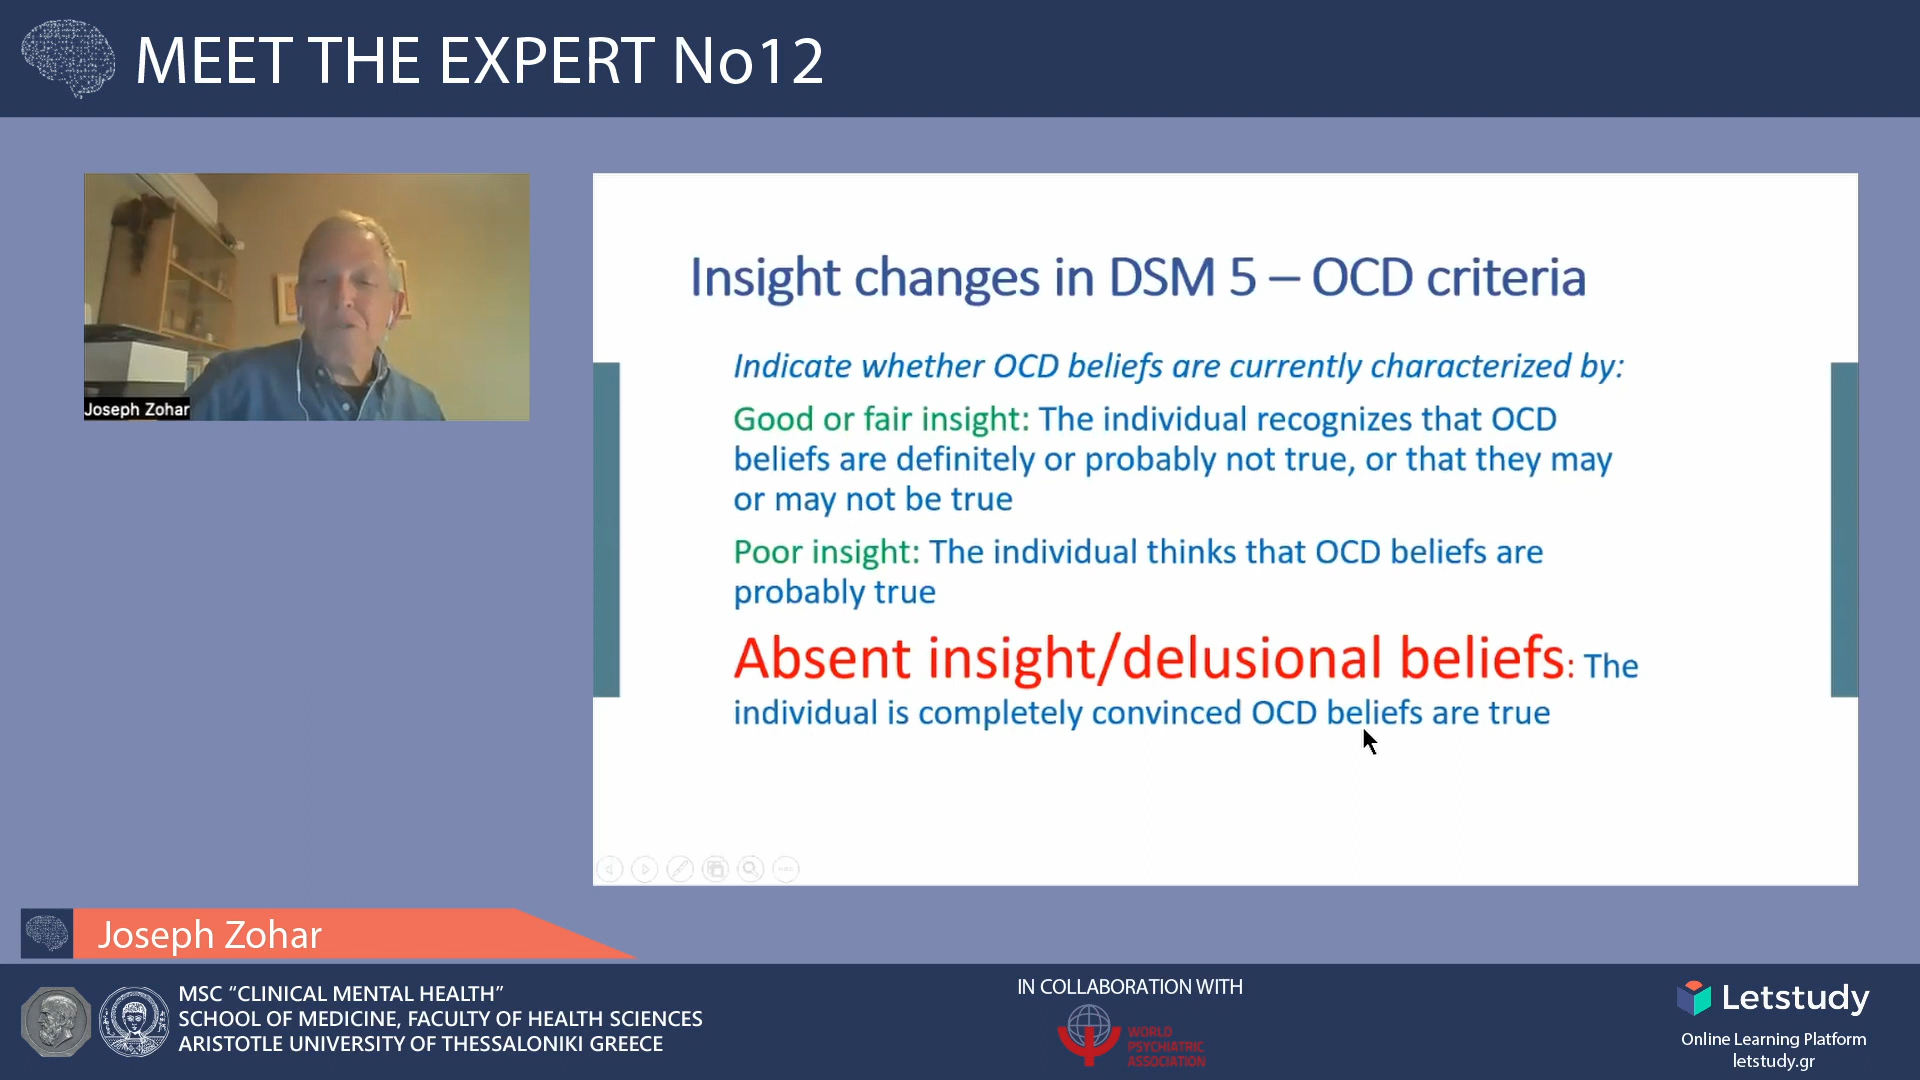 MEET THE EXPERT No12
Joseph Zohar
Insight changes in DSM 5 – OCD criteria
Indicate whether OCD beliefs are currently characterized by:
Good or fair insight: The individual recognizes that OCD
beliefs are definitely or probably not true, or that they may
or may not be true
Poor insight: The individual thinks that OCD beliefs are
probably true
Absent insight/delusional beliefs: The
individual is completely convinced OCD beliefs are true
Joseph Zohar
MSC “CLINICAL MENTAL HEALTH”
SCHOOL OF MEDICINE, FACULTY OF HEALTH SCIENCES
ARISTOTLE UNIVERSITY OF THESSALONIKI GREECE
IN COLLABORATION WITH
WORLD
PSYCHIATRIC
ASSOCIATION
Letstudy
Online Learning Platform
letstudy.gr